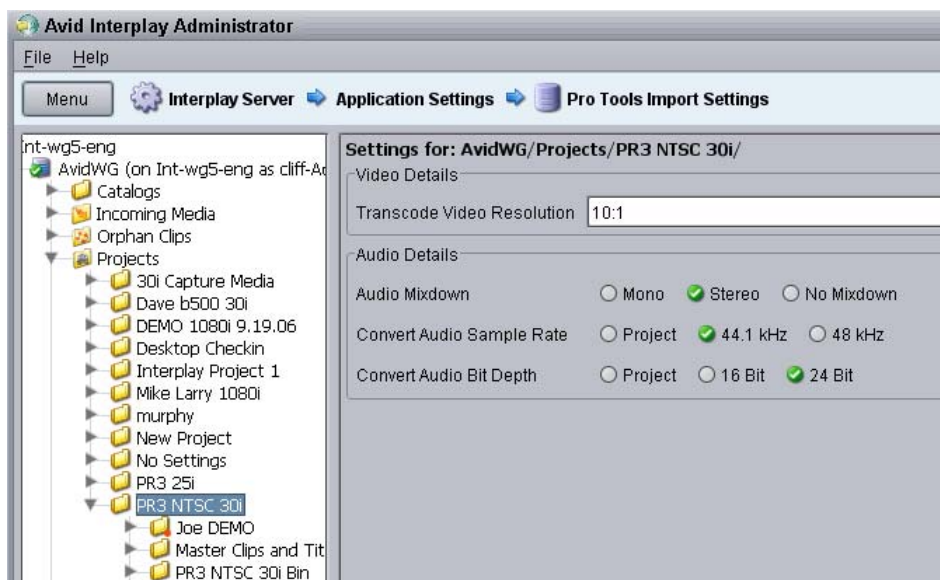 Avid Interplay Administrator
File Help
Menu Interplay Server Application Settings Pro Tools Import Settings
Int-wg5-eng
AvidWG (on Int-wg5-eng as cliff-A
Catalogs
Incoming Media
Orphan Clips
Projects
30i Capture Media
Dave b500 30i
DEMO 1080i 9.19.06
Desktop Checkin
Interplay Project 1
Mike Larry 1080i
murphy
New Project
No Settings
PR3 25i
PR3 NTSC 30i
Joe DEMO
Master Clips and Tit
PR3 NTSC 30i Bin
Settings for: AvidWG/Projects/PR3 NTSC 30i/
Video Details
Transcode Video Resolution 10:1
Audio Details
Audio Mixdown Mono Stereo No Mixdown
Convert Audio Sample Rate Project 44.1 kHz 48 kHz
Convert Audio Bit Depth Project 16 Bit 24 Bit